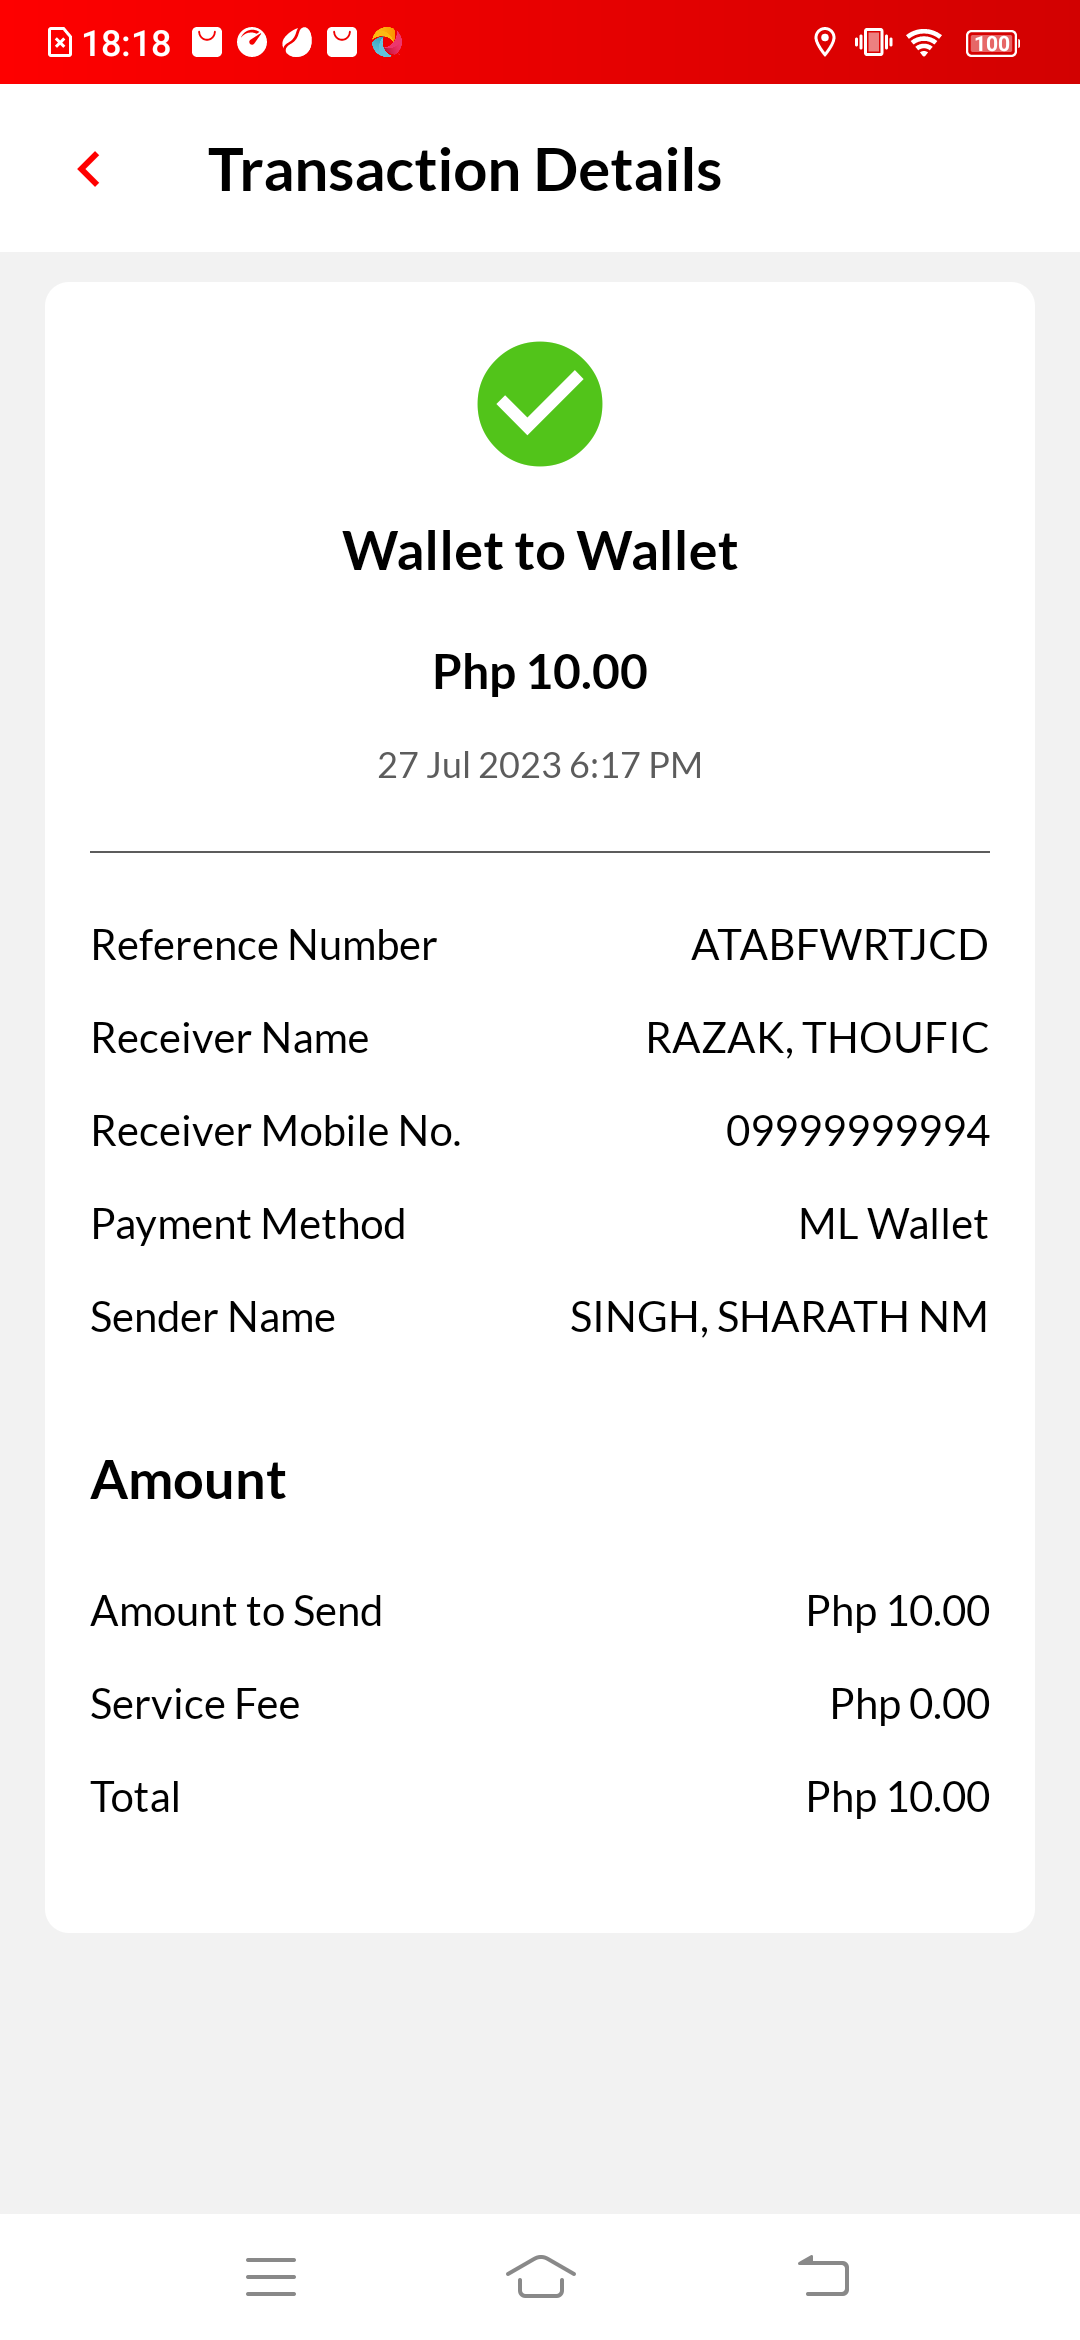 18:18
100
Transaction Details
Wallet to Wallet
Php 10.00
27 Jul 2023 6:17 PM
Reference Number ATABFWRTJCD
Receiver Name RAZAK, THOUFIC
Receiver Mobile No. 09999999994
Payment Method ML Wallet
Sender Name SINGH, SHARATH NM
Amount
Amount to Send Php 10.00
Service Fee Php 0.00
Total Php 10.00